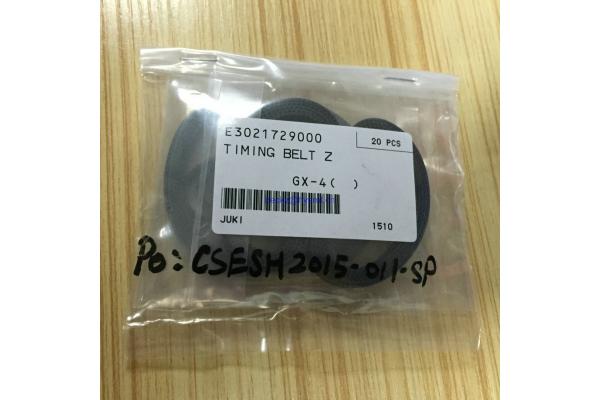 E3021729000
20 PCS
TIMING BELT Z
GX-4( )
JUKI
1510
Po: CSESH2015-011-SP